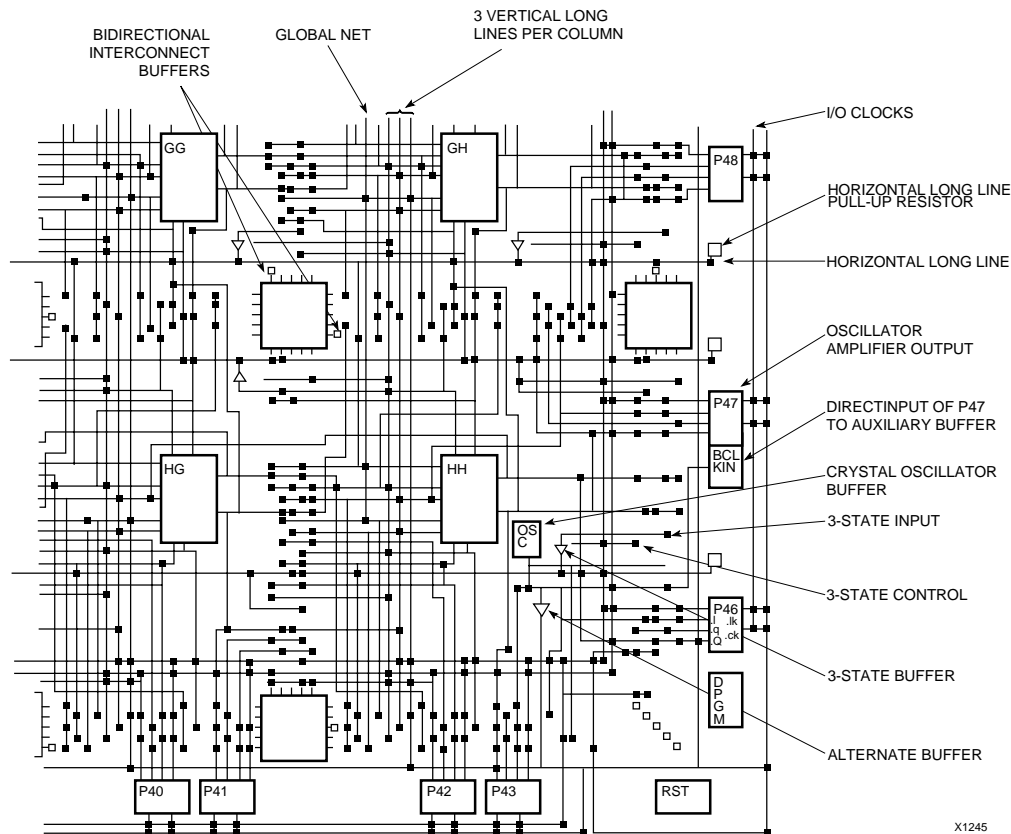 BIDIRECTIONAL
INTERCONNECT
BUFFERS
GLOBAL NET
3 VERTICAL LONG
LINES PER COLUMN
I/O CLOCKS
GG
GH
P48
HORIZONTAL LONG LINE
PULL-UP RESISTOR
HORIZONTAL LONG LINE
OSCILLATOR
AMPLIFIER OUTPUT
P47
DIRECTINPUT OF P47
TO AUXILIARY BUFFER
BCL
KIN
HG
HH
CRYSTAL OSCILLATOR
BUFFER
OS
C
3-STATE INPUT
3-STATE CONTROL
P46
.I
.lk
.q
.ck
.Q
3-STATE BUFFER
D
P
G
M
ALTERNATE BUFFER
P40
P41
P42
P43
RST
X1245